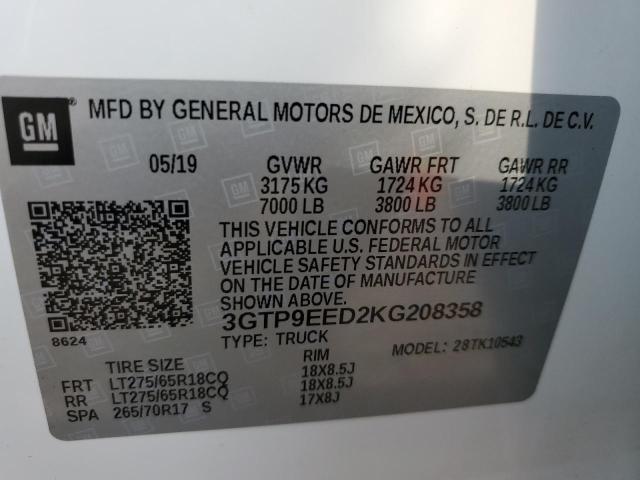 GM® MFD BY GENERAL MOTORS DE MEXICO, S. DE R.L. DE C.V.
05/19 GVWR GAWR FRT GAWR RR
3175 KG 1724 KG 1724 KG
7000 LB 3800 LB 3800 LB
THIS VEHICLE CONFORMS TO ALL
APPLICABLE U.S. FEDERAL MOTOR
VEHICLE SAFETY STANDARDS IN EFFECT
ON THE DATE OF MANUFACTURE
SHOWN ABOVE.
3GTP9EED2KG208358
8624 TYPE: TRUCK MODEL: 28TK10543
TIRE SIZE RIM
FRT LT275/65R18CQ 18X8.5J
RR LT275/65R18CQ 18X8.5J
SPA 265/70R17 S 17X8J